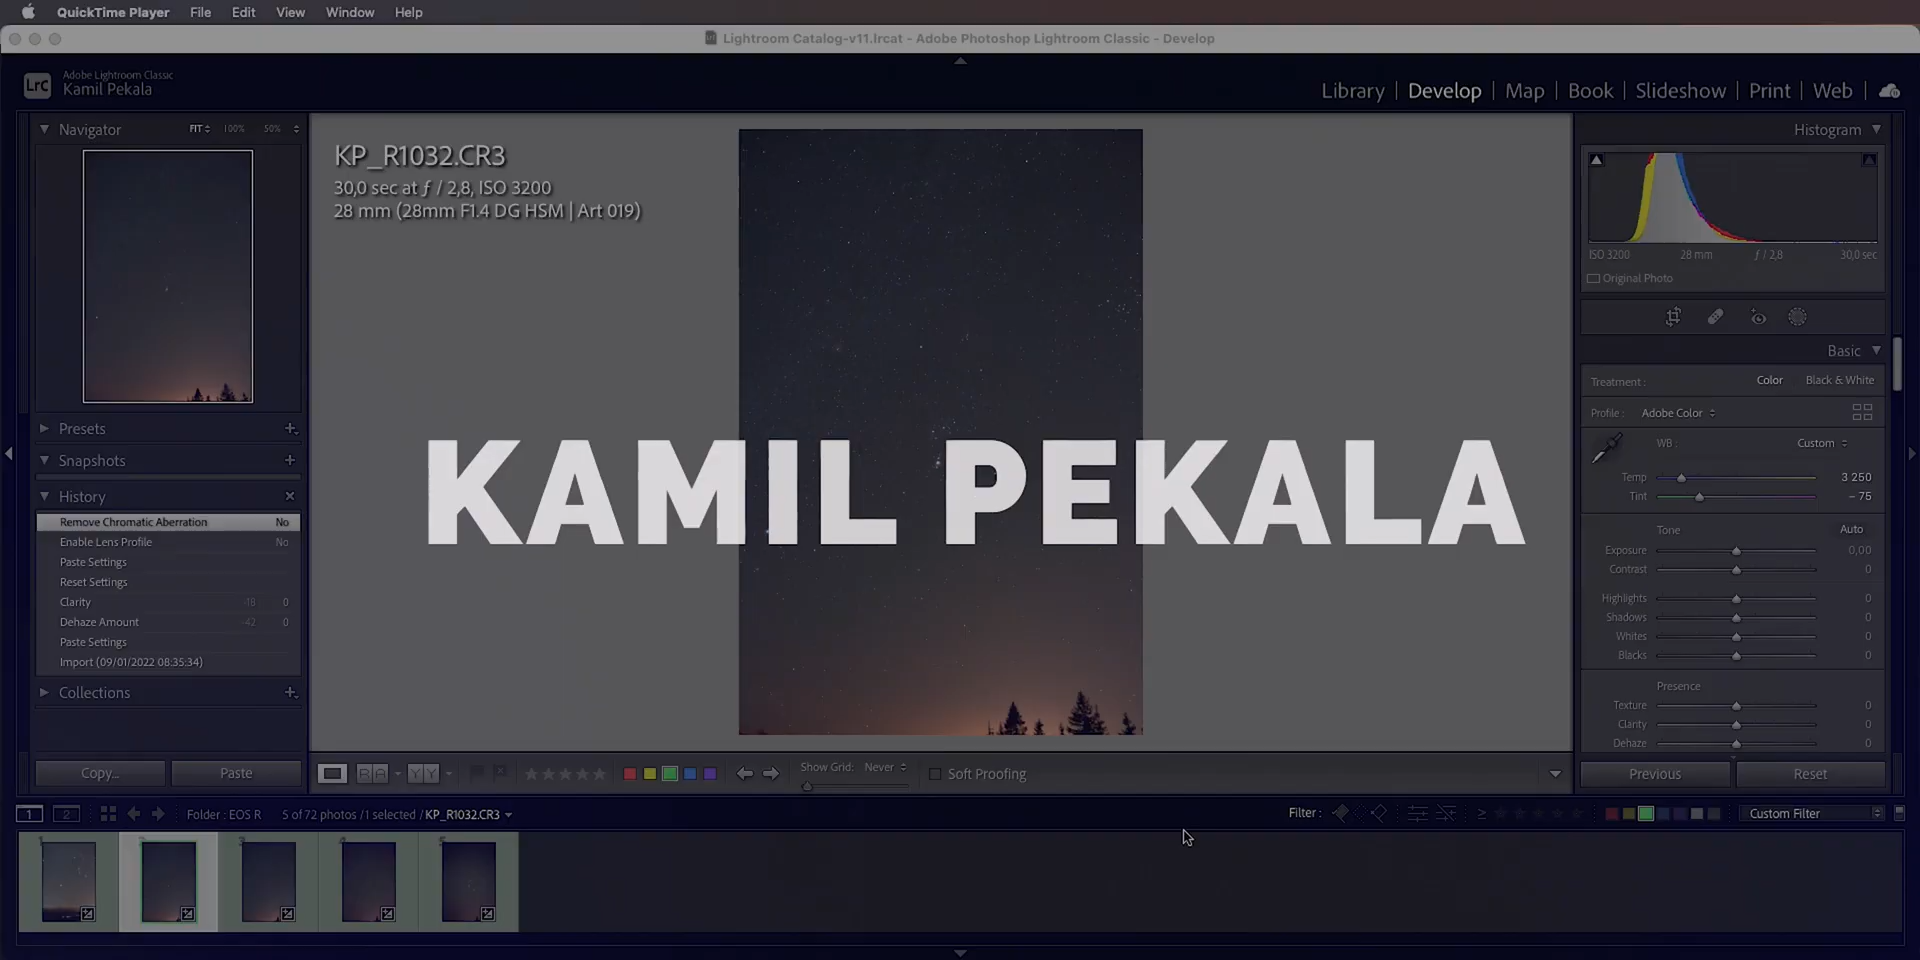 QuickTime Player File Edit View Window Help
Lightroom Catalog-v11.lrcat - Adobe Photoshop Lightroom Classic - Develop
LrC
Adobe Lightroom Classic
Kamil Pekala
Library | Develop | Map | Book | Slideshow | Print | Web
Navigator FIT 100% 50%
Presets
Snapshots
History
Remove Chromatic Aberration No
Enable Lens Profile No
Paste Settings
Reset Settings
Clarity -18 0
Dehaze Amount -42 0
Paste Settings
Import (09/01/2022 08:35:34)
Collections
Copy... Paste
KP_R1032.CR3
30,0 sec at ƒ / 2,8, ISO 3200
28 mm (28mm F1.4 DG HSM | Art 019)
KAMIL PEKALA
Histogram
ISO 3200 28 mm ƒ / 2,8 30,0 sec
Original Photo
Basic
Treatment : Color Black & White
Profile : Adobe Color
WB : Custom
Temp 3 250
Tint - 75
Tone Auto
Exposure 0,00
Contrast 0
Highlights 0
Shadows 0
Whites 0
Blacks 0
Presence
Texture 0
Clarity 0
Dehaze 0
Previous Reset
R A Y Y Show Grid: Never Soft Proofing
1 2 Folder : EOS R 5 of 72 photos /1 selected /KP_R1032.CR3 Filter : ≥ Custom Filter
1 2 3 4 5